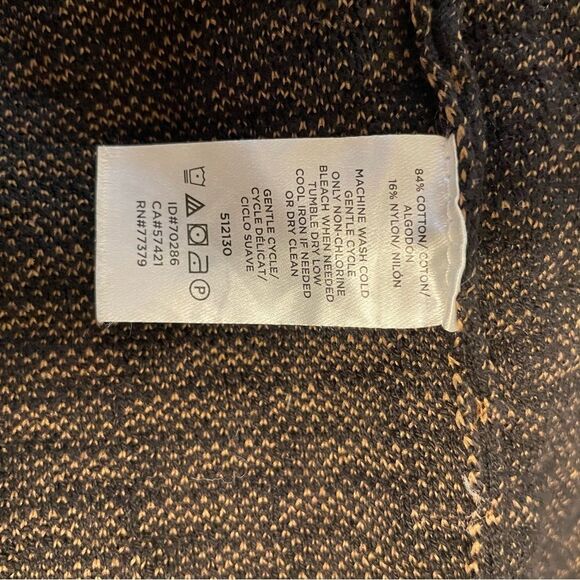 84% COTTON/COTON/
ALGODON
16% NYLON/NILÓN
MACHINE WASH COLD
GENTLE CYCLE.
ONLY NON-CHLORINE
BLEACH WHEN NEEDED
TUMBLE DRY LOW
COOL IRON IF NEEDED
OR DRY CLEAN
GENTLE CYCLE/
CYCLE DÉLICAT/
CICLO SUAVE
512130
P
ID#70286
CA#57421
RN#77379